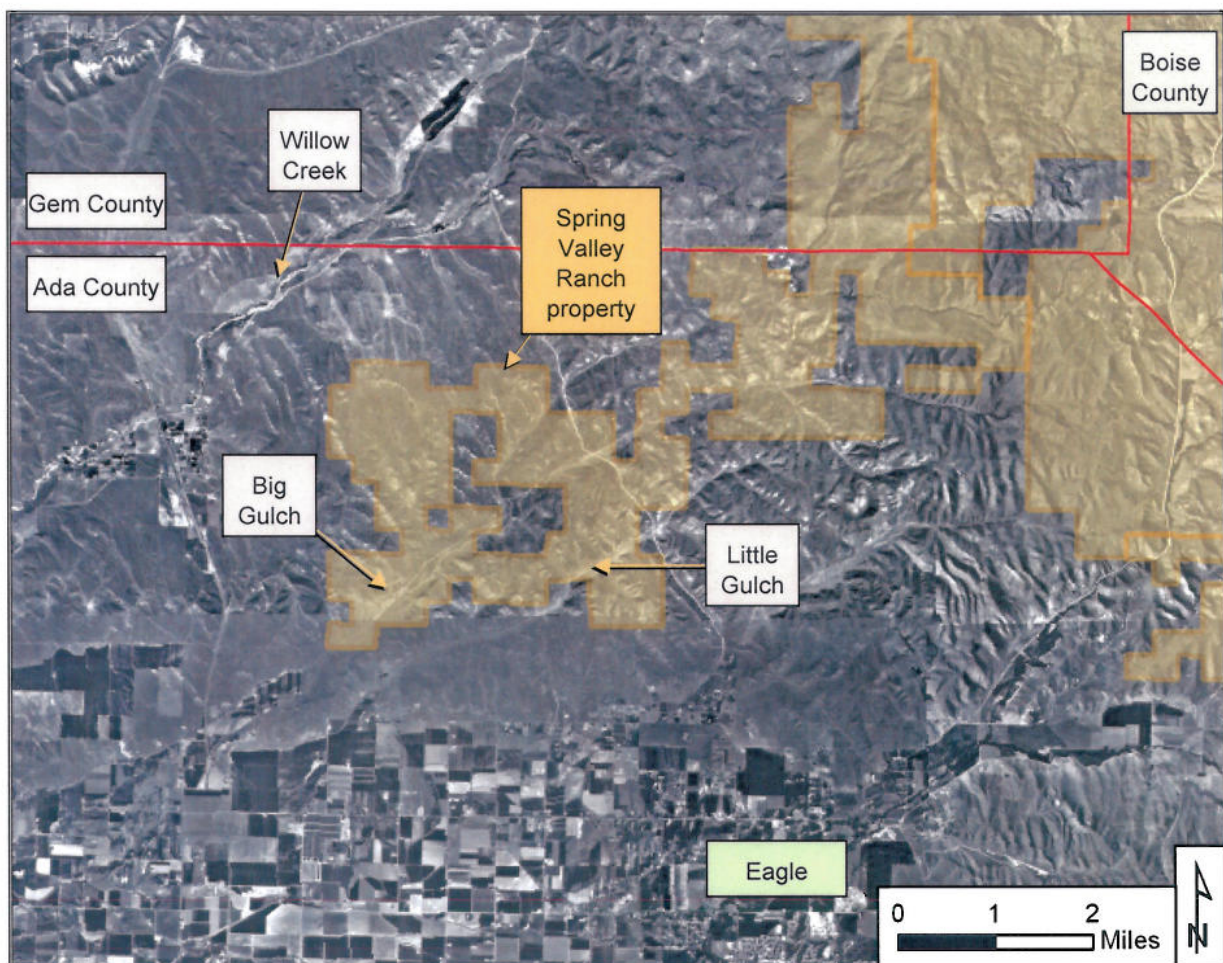 Boise
County
Willow
Creek
Gem County
Spring
Valley
Ranch
property
Ada County
Big
Gulch
Little
Gulch
Eagle
0 1 2
Miles
N